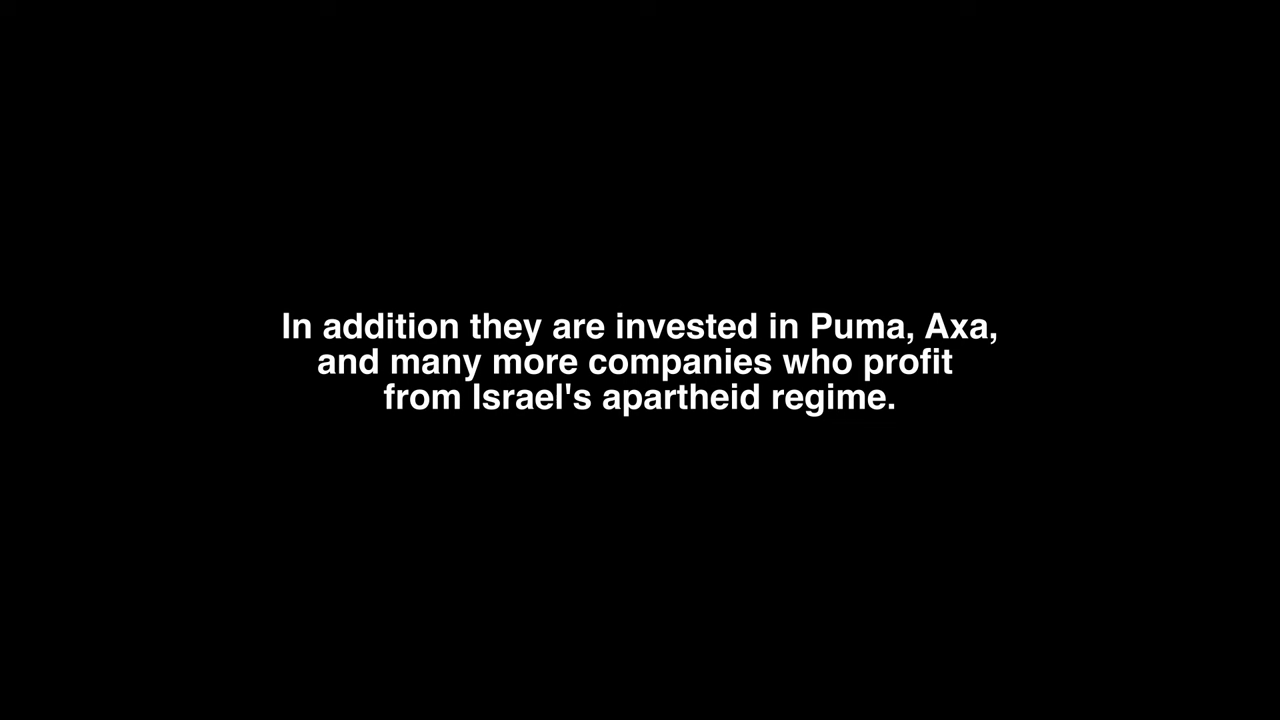 In addition they are invested in Puma, Axa,
and many more companies who profit
from Israel's apartheid regime.